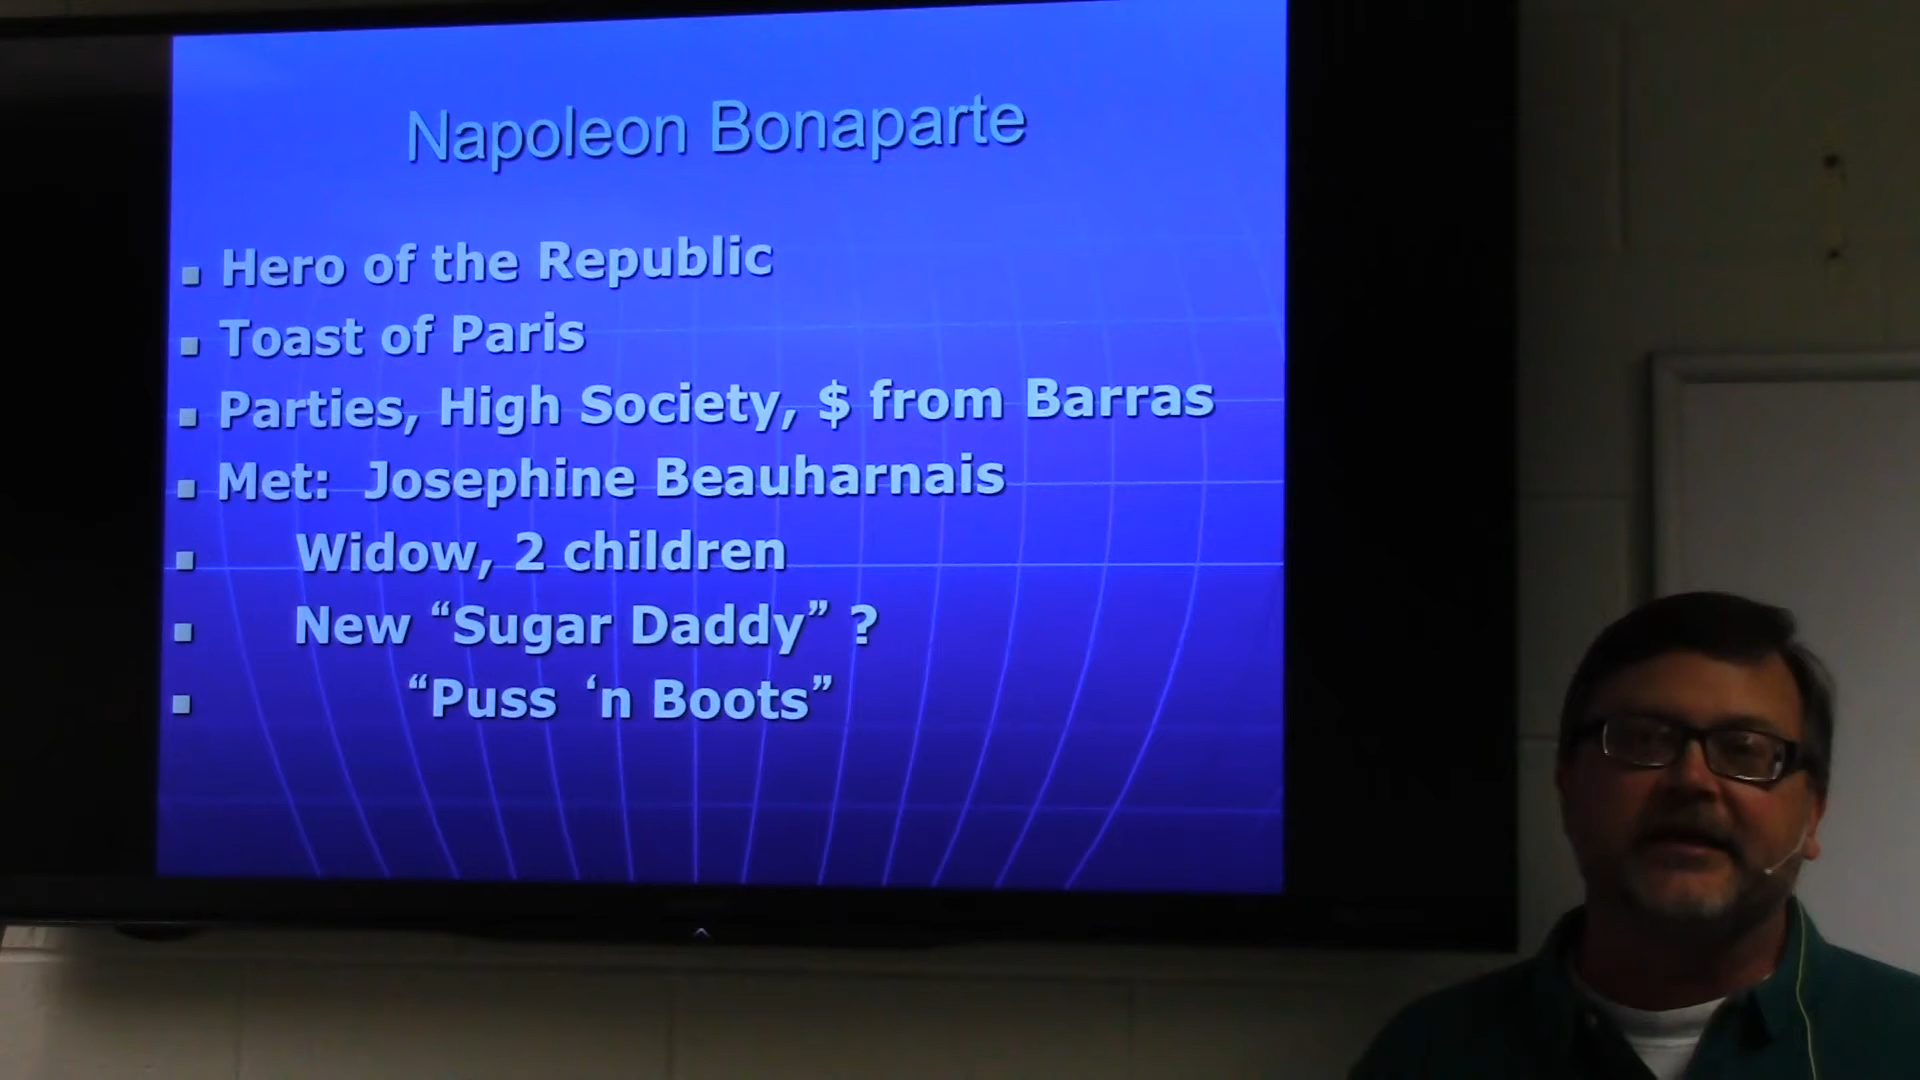 Napoleon Bonaparte
Hero of the Republic
Toast of Paris
Parties, High Society, $ from Barras
Met: Josephine Beauharnais
Widow, 2 children
New “Sugar Daddy” ?
“Puss ‘n Boots”